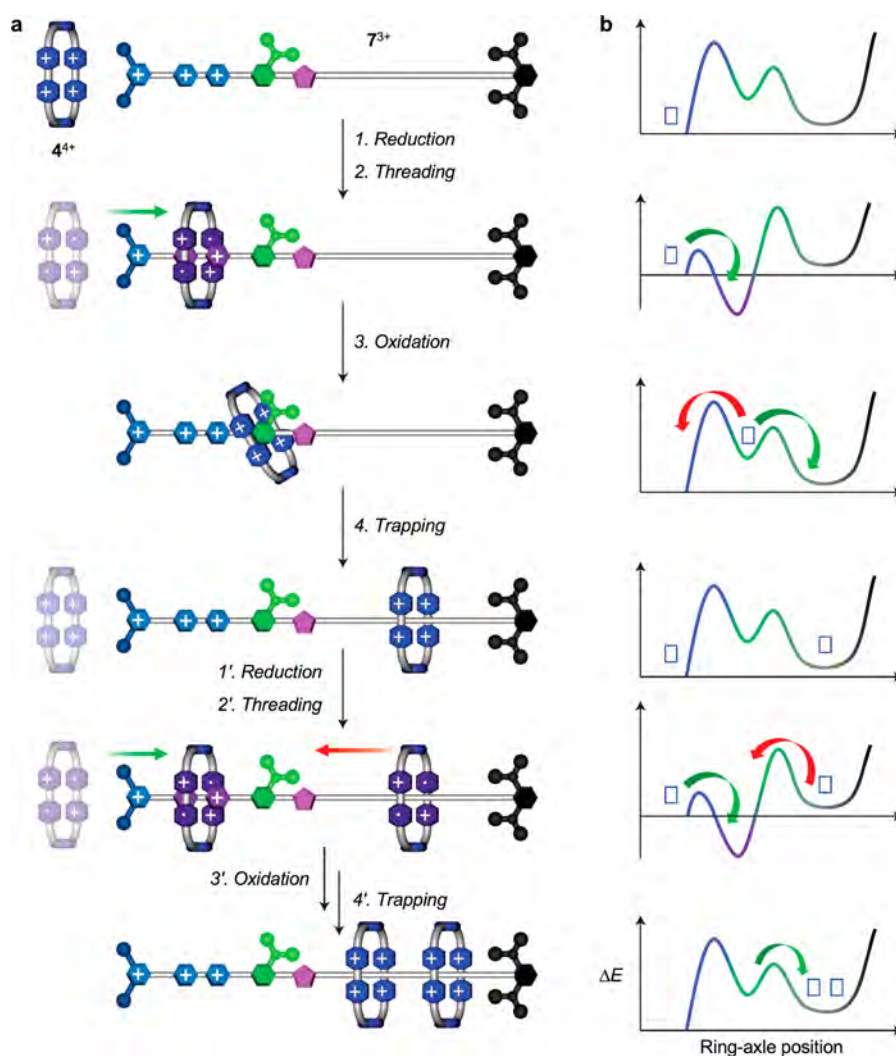 a
b
7³⁺
4⁴⁺
1. Reduction
2. Threading
3. Oxidation
4. Trapping
1'. Reduction
2'. Threading
3'. Oxidation
4'. Trapping
ΔE
Ring-axle position